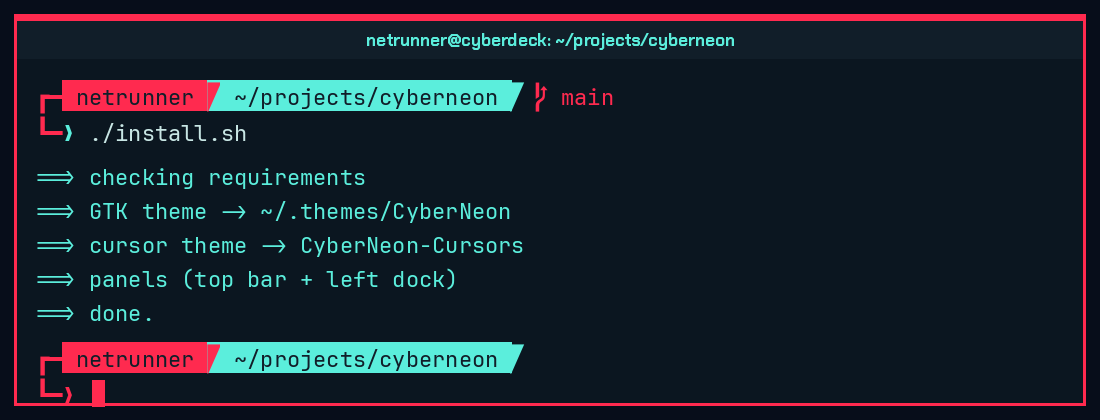 netrunner@cyberdeck: ~/projects/cyberneon
netrunner ~/projects/cyberneon main
❯ ./install.sh
==> checking requirements
==> GTK theme -> ~/.themes/CyberNeon
==> cursor theme -> CyberNeon-Cursors
==> panels (top bar + left dock)
==> done.
netrunner ~/projects/cyberneon
❯